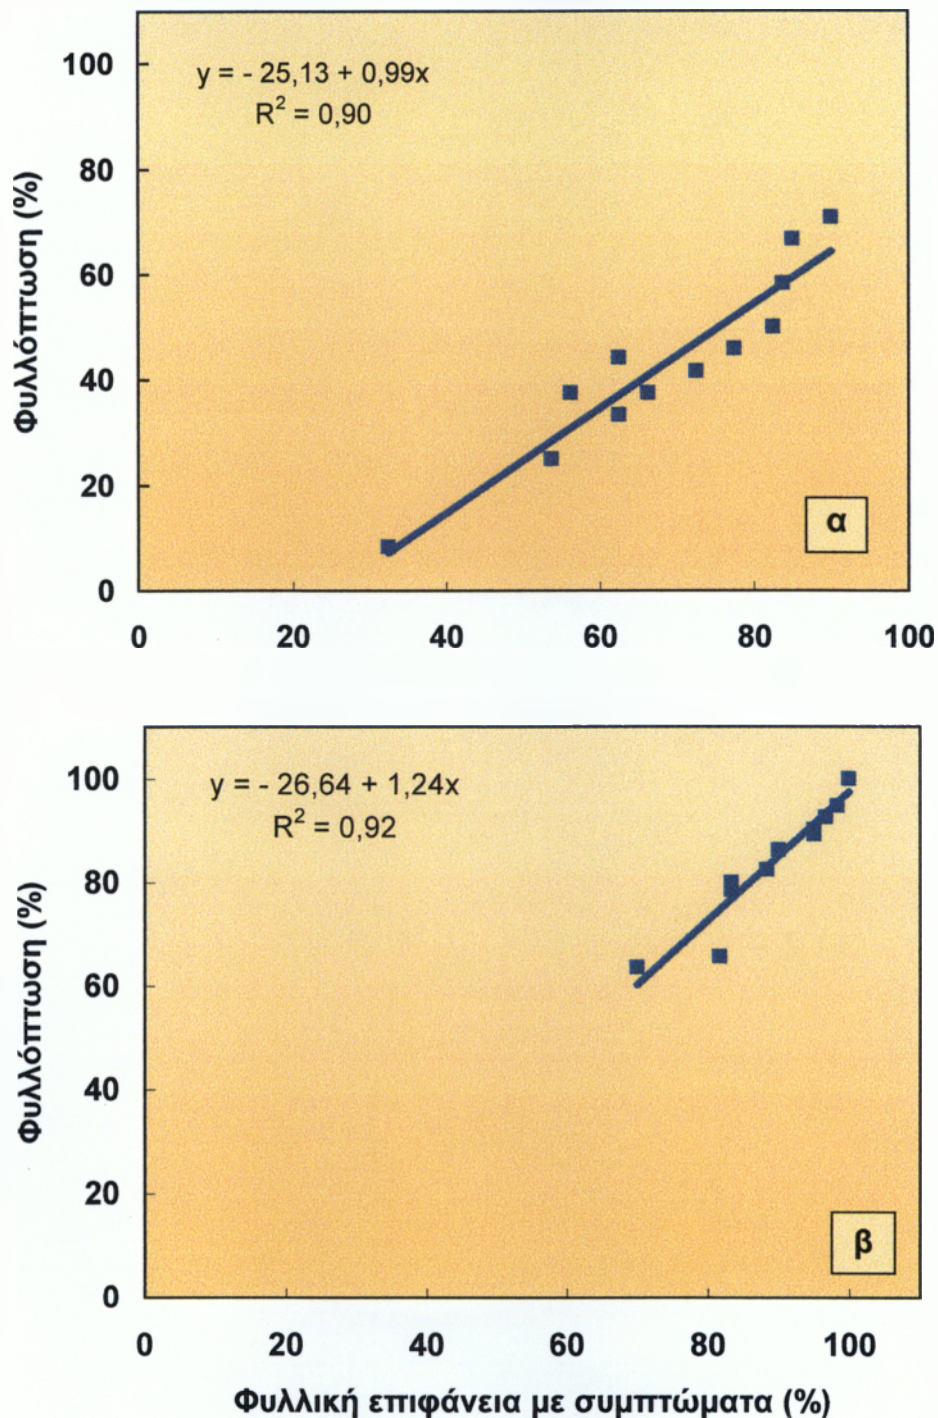 y = - 25,13 + 0,99x
R² = 0,90
Φυλλόπτωση (%)
100
80
60
40
20
0
α
0 20 40 60 80 100
y = - 26,64 + 1,24x
R² = 0,92
Φυλλόπτωση (%)
100
80
60
40
20
0
β
0 20 40 60 80 100
Φυλλική επιφάνεια με συμπτώματα (%)